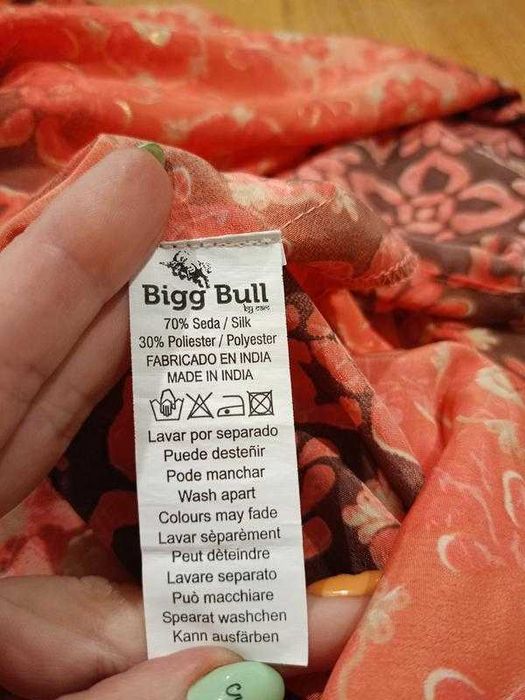 Bigg Bull
70% Seda / Silk
30% Poliester / Polyester
FABRICADO EN INDIA
MADE IN INDIA
Lavar por separado
Puede desteñir
Pode manchar
Wash apart
Colours may fade
Lavar sèparèment
Peut dèteindre
Lavare separato
Può macchiare
Spearat washchen
Kann ausfärben